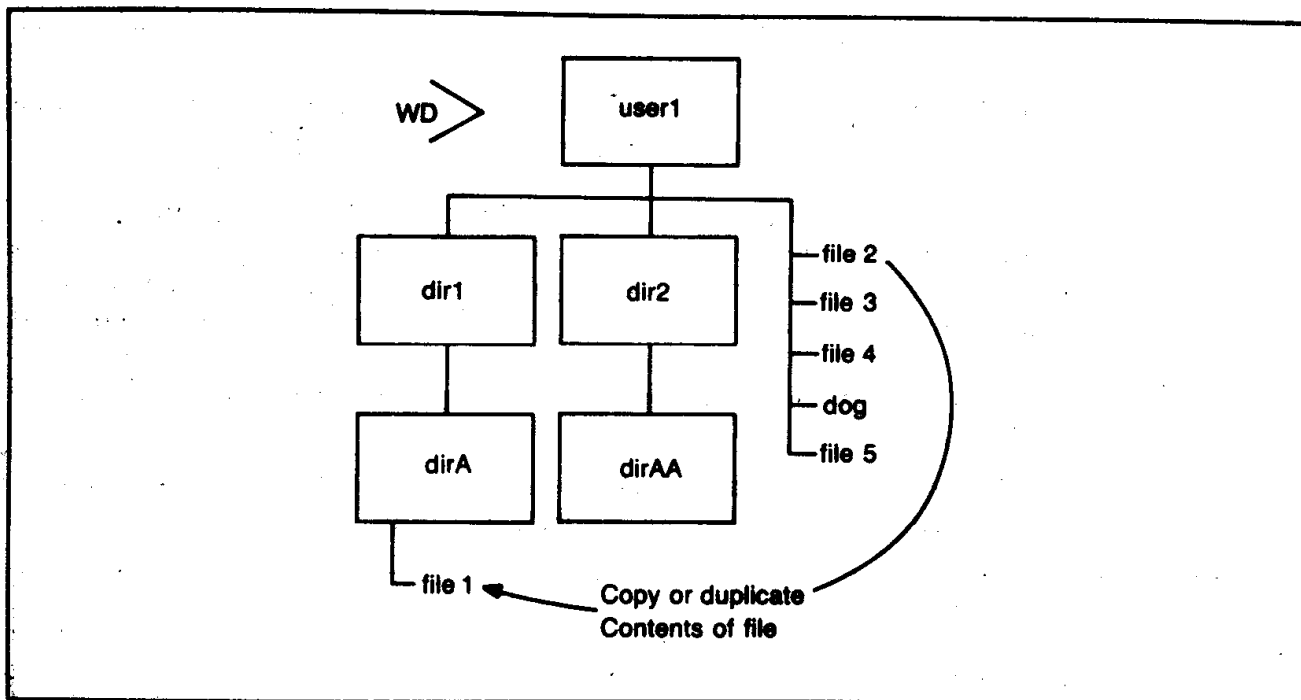 WD
user1
dir1
dir2
file 2
file 3
file 4
dog
file 5
dirA
dirAA
file 1
Copy or duplicate
Contents of file